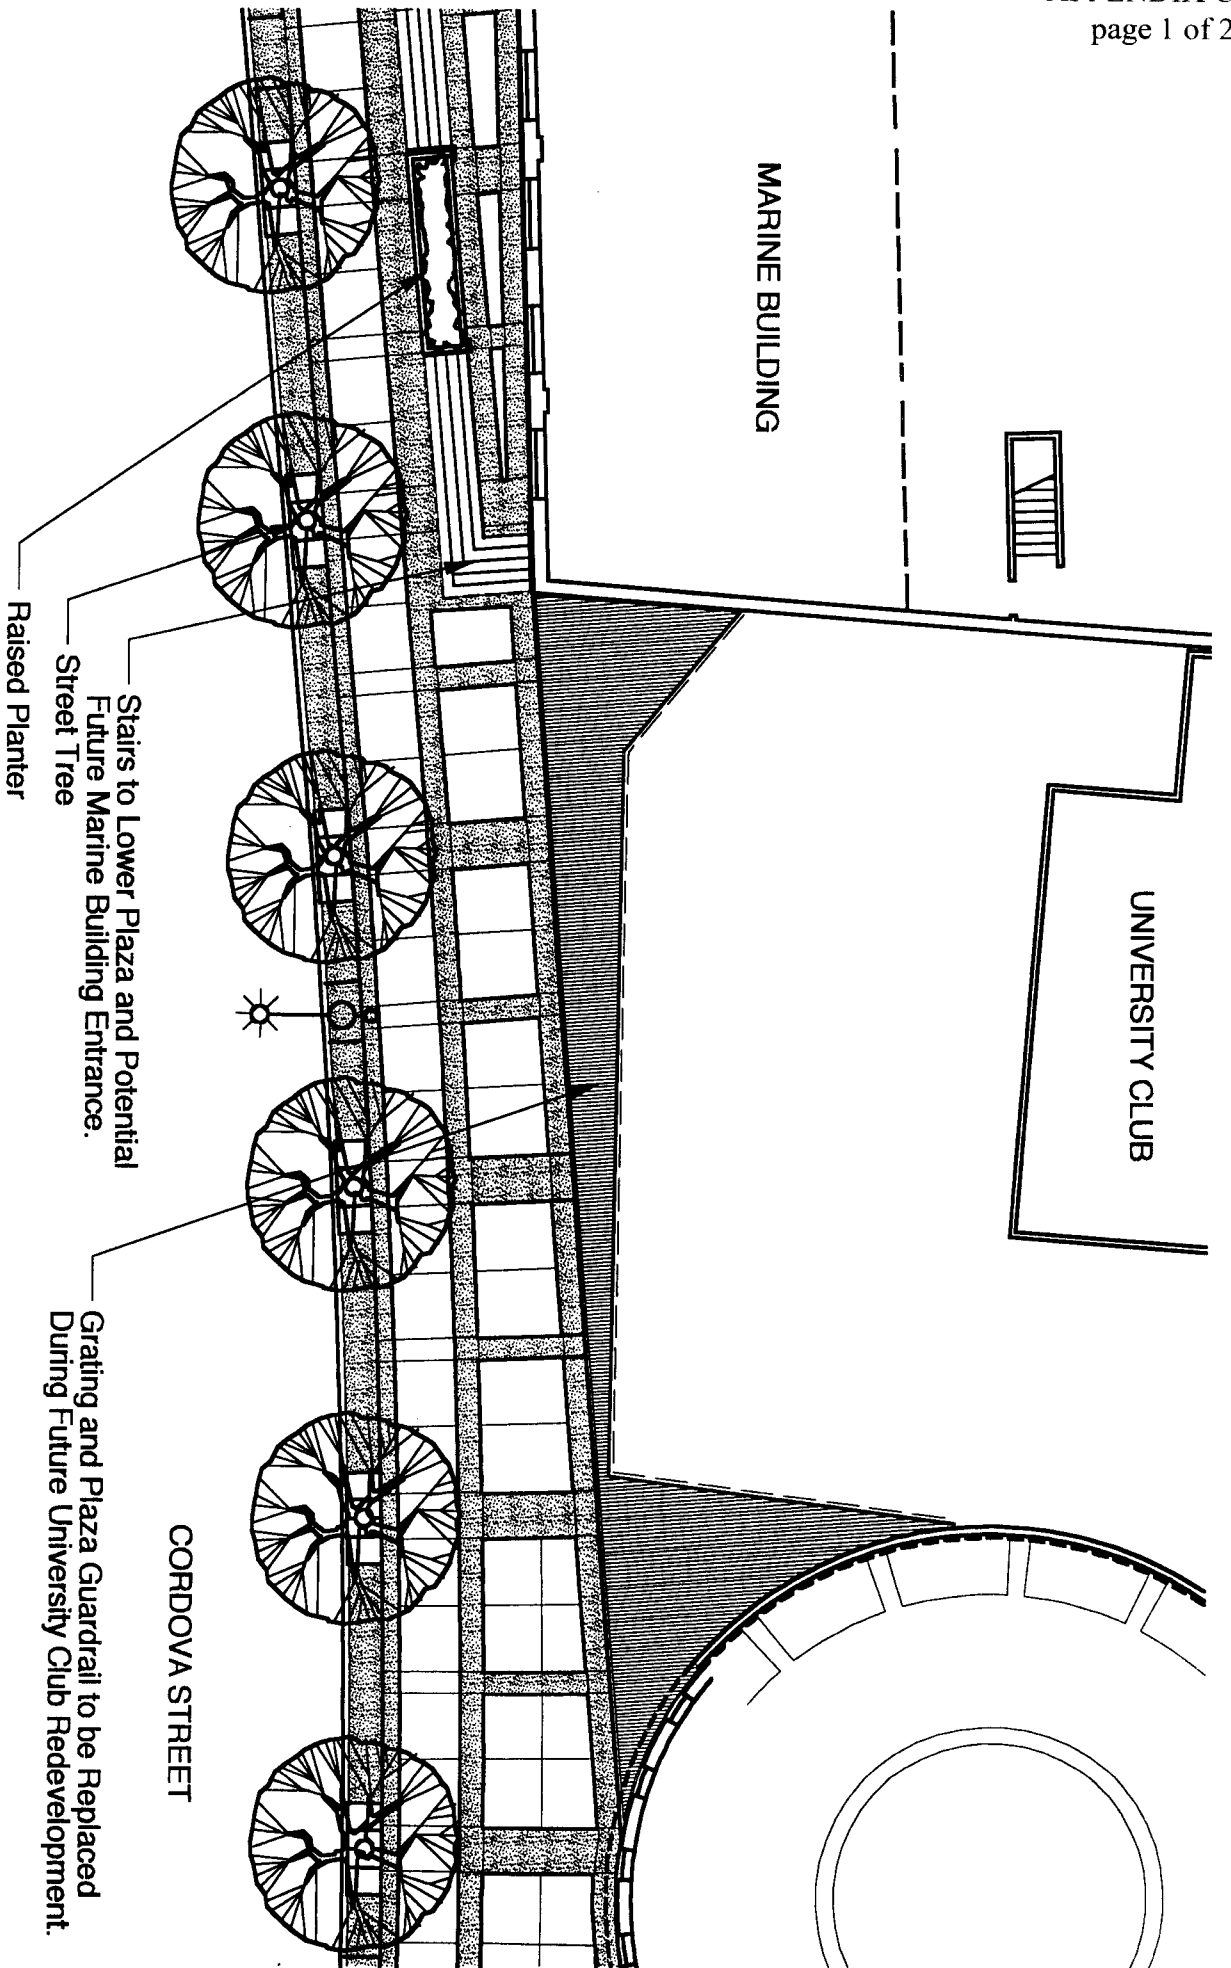 page 1 of 2
MARINE BUILDING
UNIVERSITY CLUB
Raised Planter
Street Tree
Stairs to Lower Plaza and Potential
Future Marine Building Entrance.
Grating and Plaza Guardrail to be Replaced
During Future University Club Redevelopment.
CORDOVA STREET